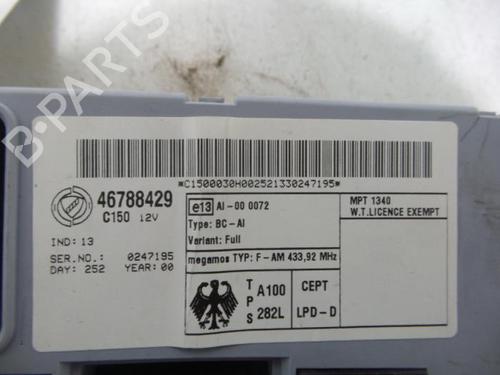 *C1500030H002521330247195*
46788429
C150 12V
IND: 13
SER.NO.: 0247195
DAY: 252 YEAR: 00
e13 AI-00 0072
Type: BC-AI
Variant: Full
megamos TYP: F-AM 433,92 MHz
TPS
A100
282L
CEPT
LPD-D
MPT 1340
W.T.LICENCE EXEMPT